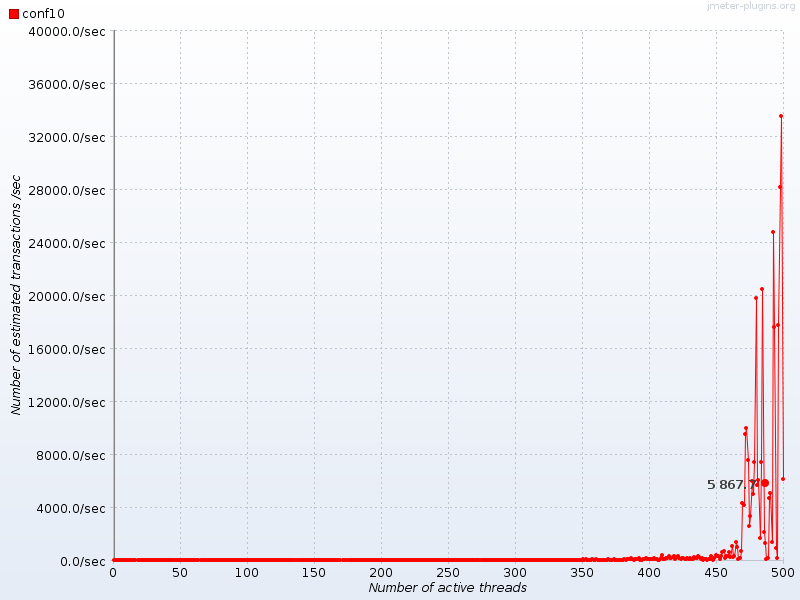 jmeter-plugins.org
conf10
40000.0/sec
36000.0/sec
32000.0/sec
28000.0/sec
24000.0/sec
20000.0/sec
16000.0/sec
12000.0/sec
8000.0/sec
4000.0/sec
0.0/sec
Number of estimated transactions /sec
5 867.7
0 50 100 150 200 250 300 350 400 450 500
Number of active threads